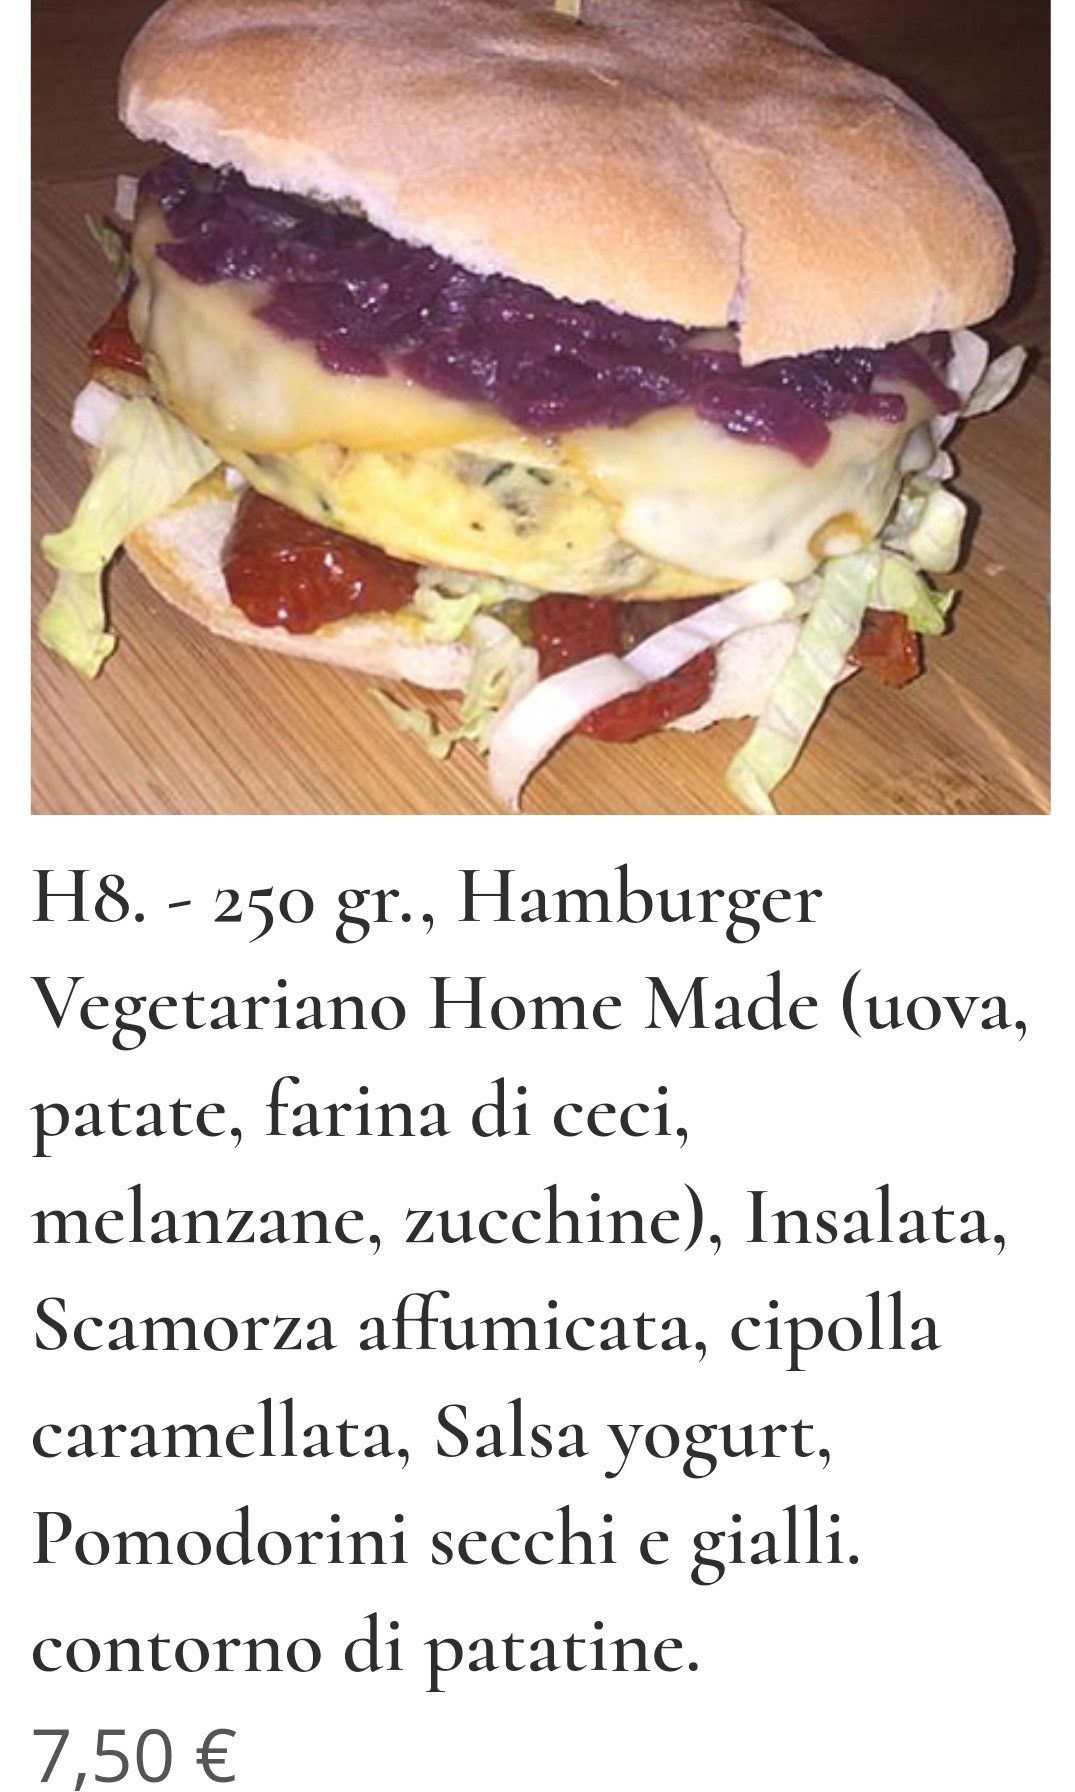 H8. - 250 gr., Hamburger
Vegetariano Home Made (uova,
patate, farina di ceci,
melanzane, zucchine), Insalata,
Scamorza affumicata, cipolla
caramellata, Salsa yogurt,
Pomodorini secchi e gialli.
contorno di patatine.
7,50 €